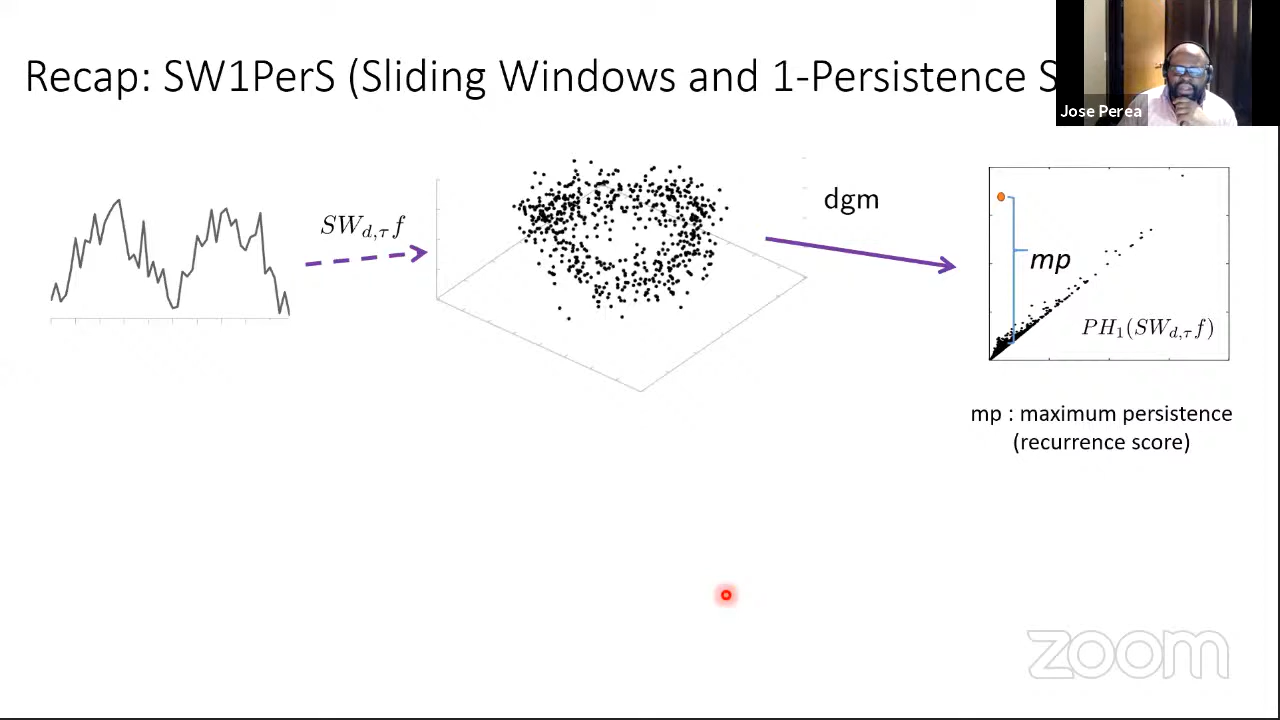 Recap: SW1PerS (Sliding Windows and 1-Persistence S
Jose Perea
SW_{d,τ}f
dgm
mp
PH_1(SW_{d,τ}f)
mp : maximum persistence
(recurrence score)
zoom